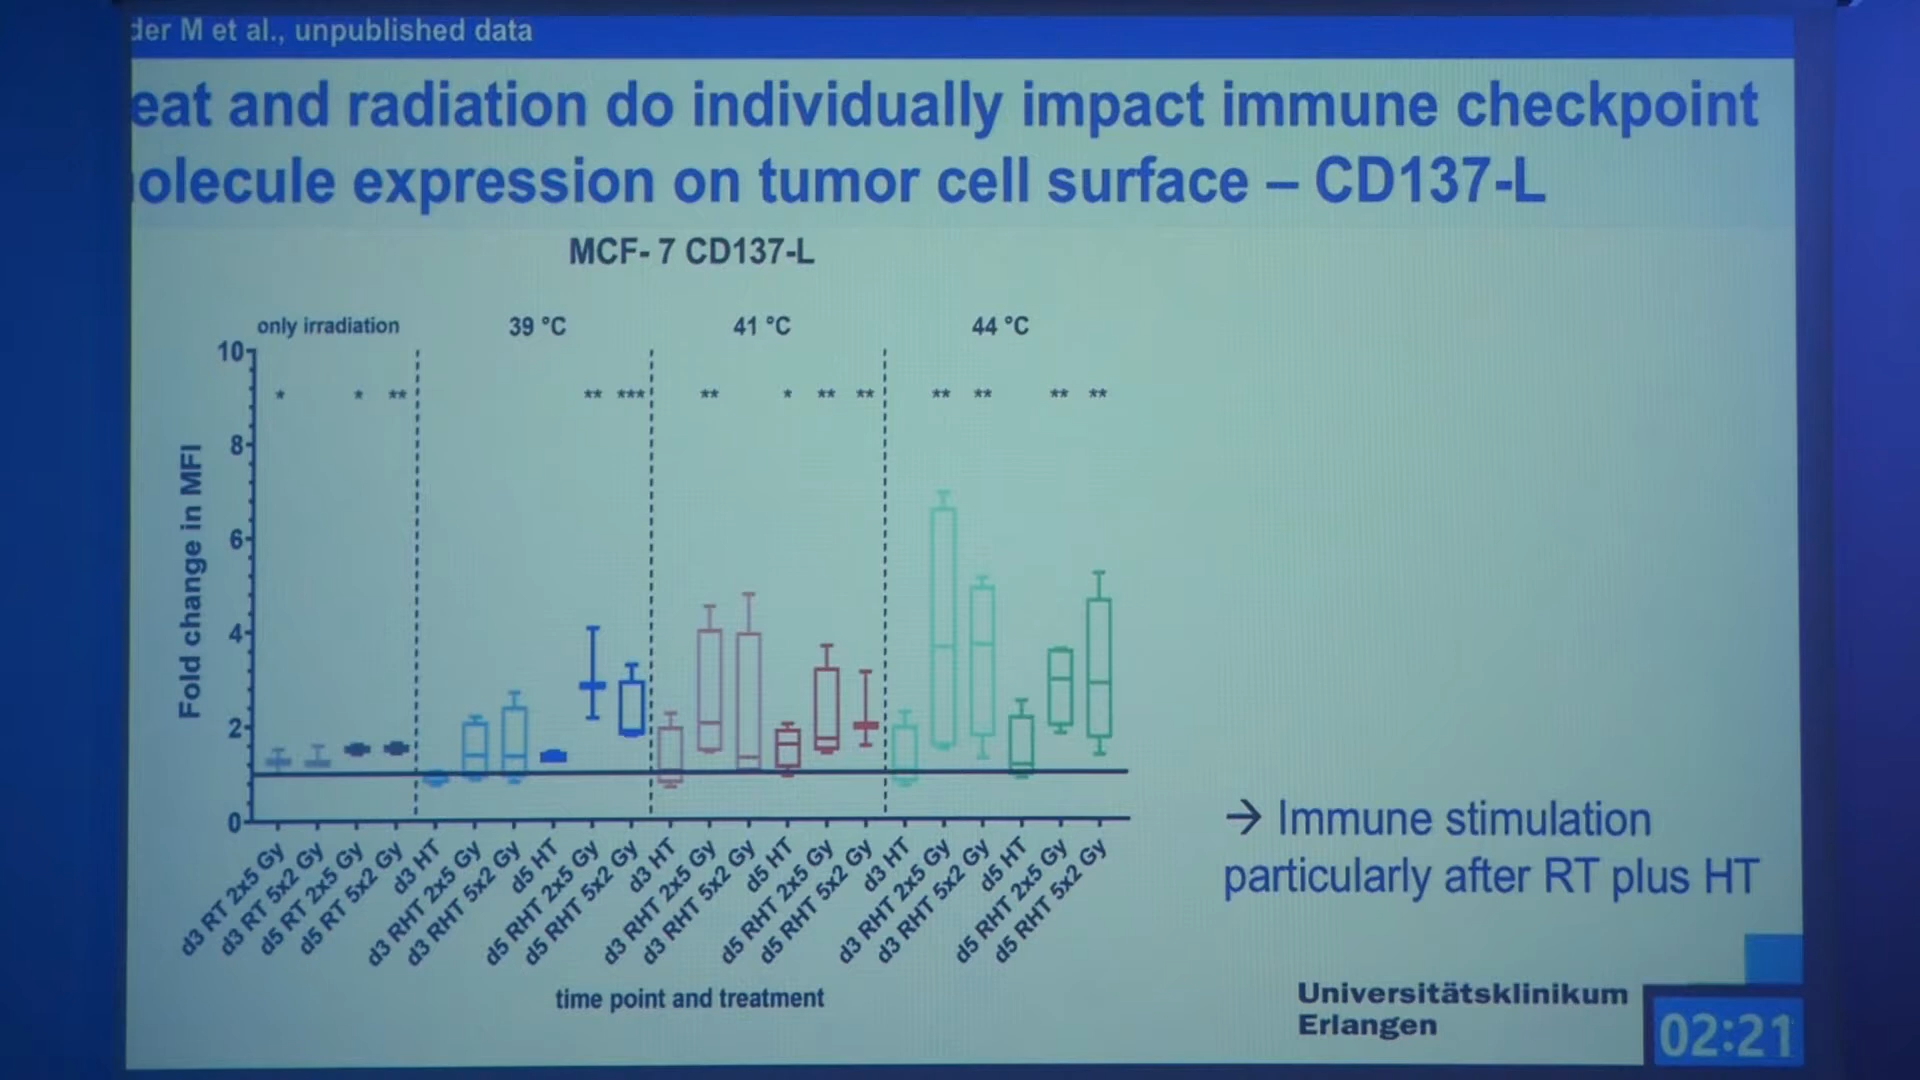 der M et al., unpublished data
eat and radiation do individually impact immune checkpoint
olecule expression on tumor cell surface – CD137-L
MCF- 7 CD137-L
only irradiation
39 °C
41 °C
44 °C
10
8
6
4
2
0
* * ** ** *** ** * ** ** ** ** ** **
Fold change in MFI
d3 RT 2x5 Gy
d3 RT 5x2 Gy
d5 RT 2x5 Gy
d5 RT 5x2 Gy
d3 HT
d3 RHT 2x5 Gy
d3 RHT 5x2 Gy
d5 HT
d5 RHT 2x5 Gy
d5 RHT 5x2 Gy
d3 HT
d3 RHT 2x5 Gy
d3 RHT 5x2 Gy
d5 HT
d5 RHT 2x5 Gy
d5 RHT 5x2 Gy
d3 HT
d3 RHT 2x5 Gy
d3 RHT 5x2 Gy
d5 HT
d5 RHT 2x5 Gy
d5 RHT 5x2 Gy
time point and treatment
→ Immune stimulation
particularly after RT plus HT
Universitätsklinikum
Erlangen
02:21